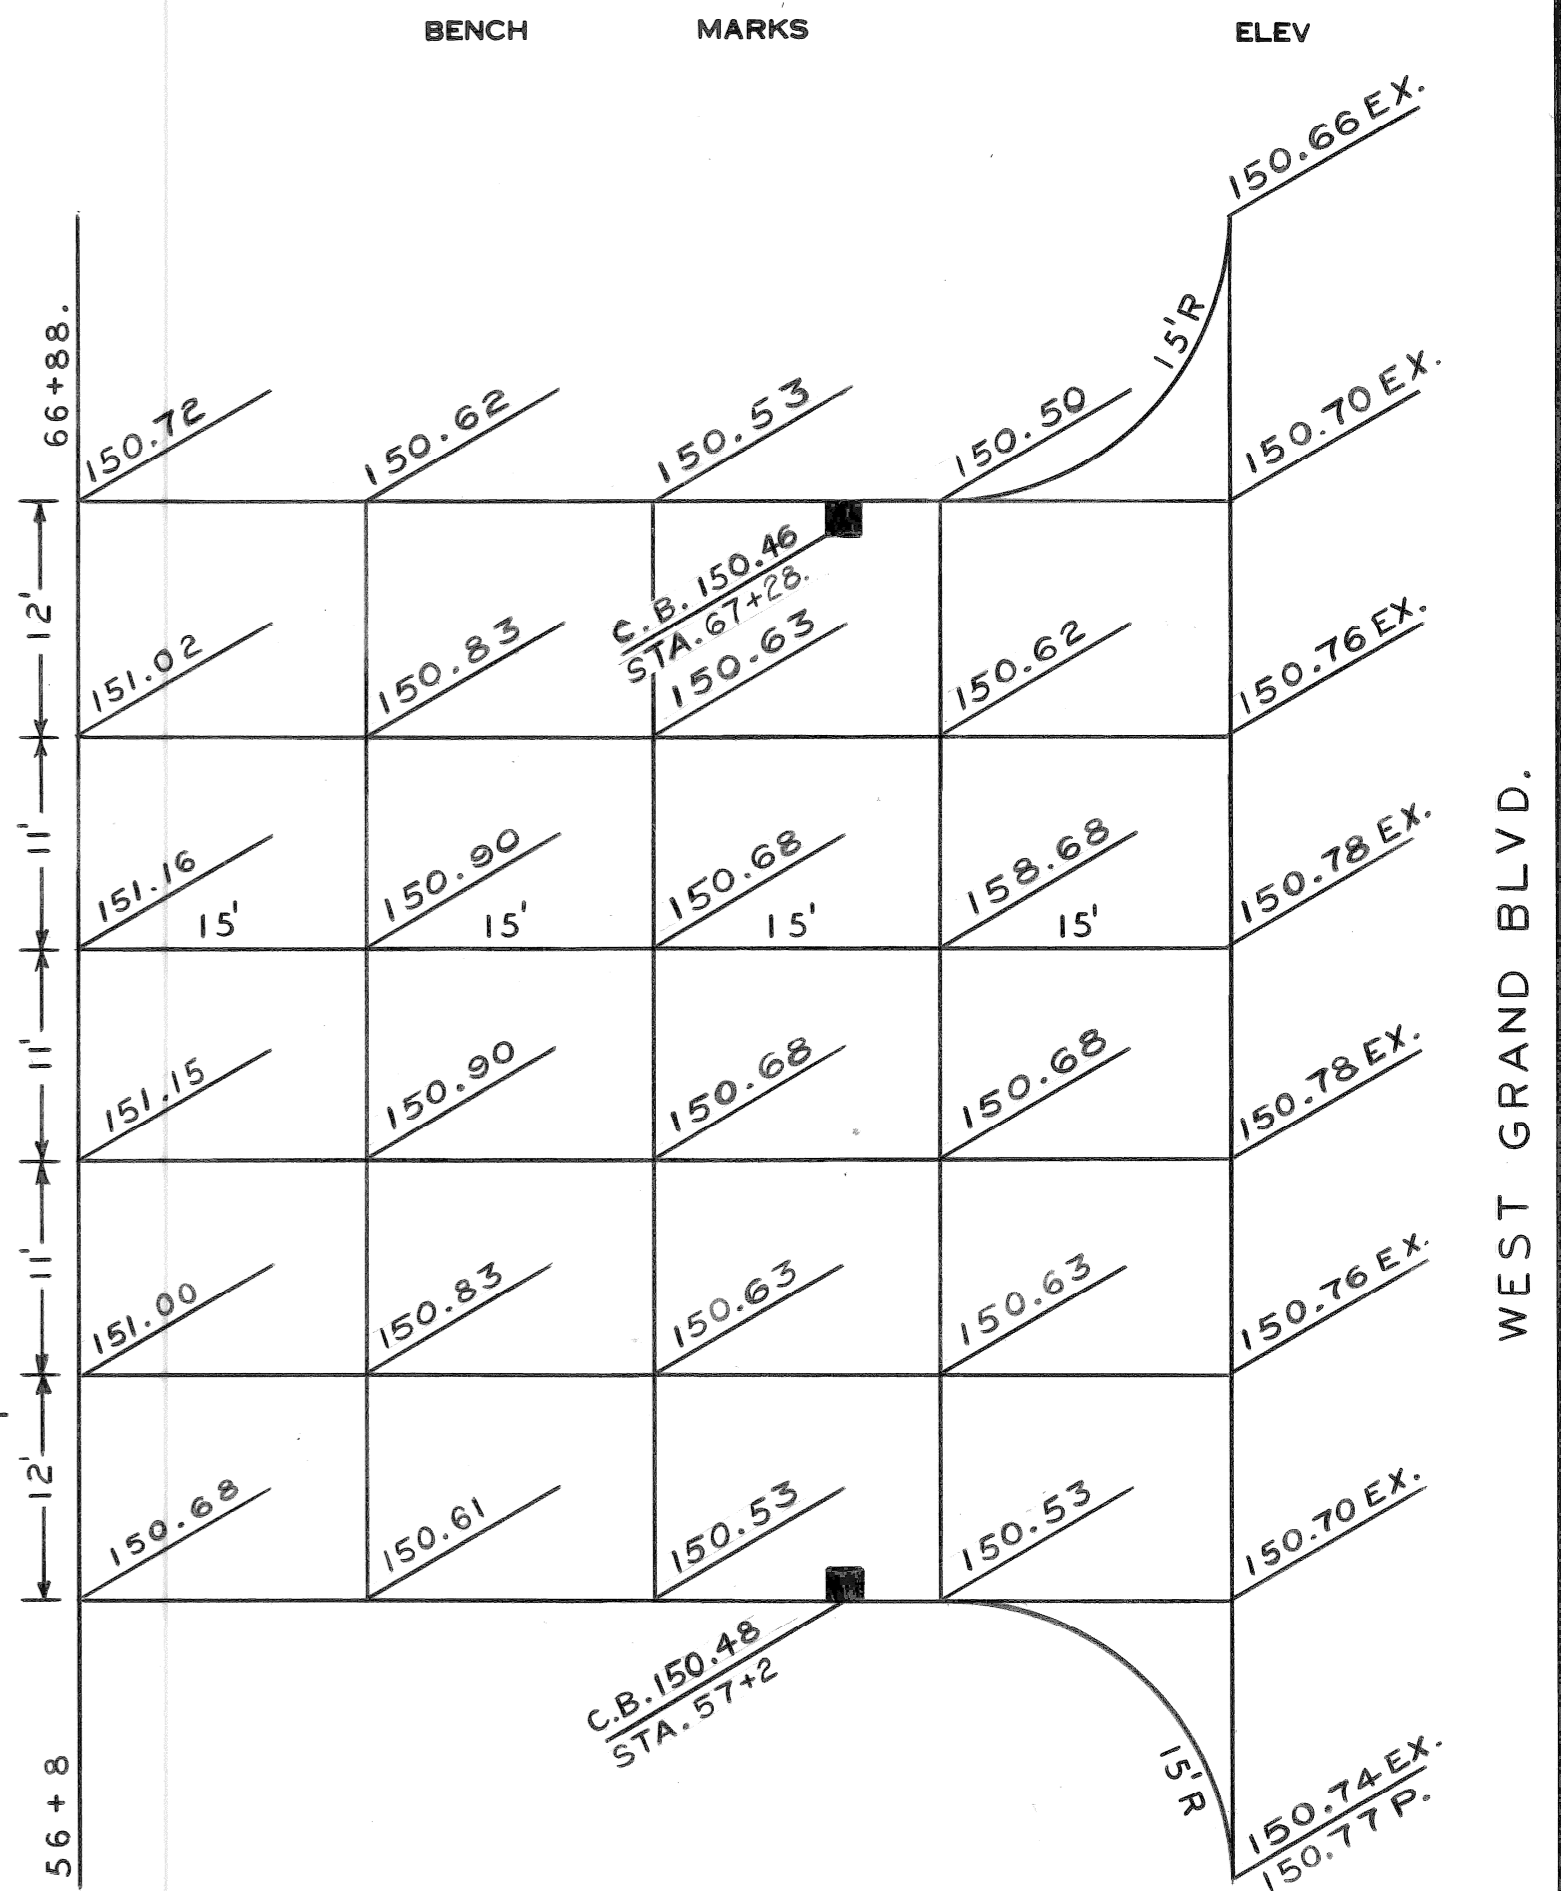 BENCH MARKS ELEV
150.66 EX.
66+88.
15'R
150.72 150.62 150.53 150.50 150.70 EX.
12'
C.B. 150.46
STA. 67+28.
151.02 150.83 150.63 150.62 150.76 EX.
11'
151.16 150.90 150.68 158.68 150.78 EX.
15' 15' 15' 15'
WEST GRAND BLVD.
11'
151.15 150.90 150.68 150.68 150.78 EX.
11'
151.00 150.83 150.63 150.63 150.76 EX.
12'
150.68 150.61 150.53 150.53 150.70 EX.
C.B. 150.48
STA. 57+2
56+8
15'R
150.74 EX.
150.77 P.